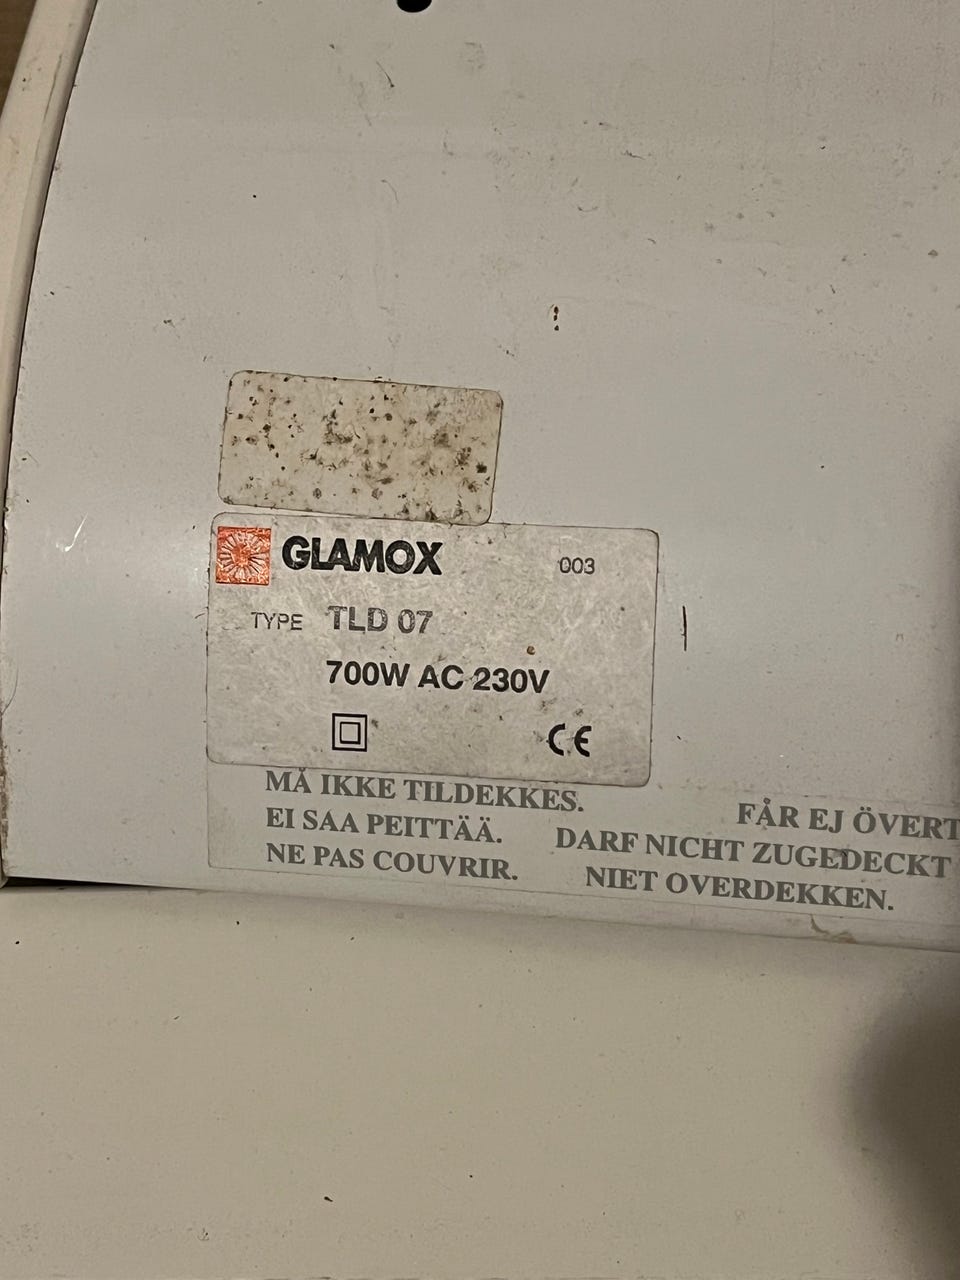 GLAMOX 003
TYPE TLD 07
700W AC 230V
CE
MÅ IKKE TILDEKKES. FÅR EJ ÖVERT
EI SAA PEITTÄÄ. DARF NICHT ZUGEDECKT
NE PAS COUVRIR. NIET OVERDEKKEN.